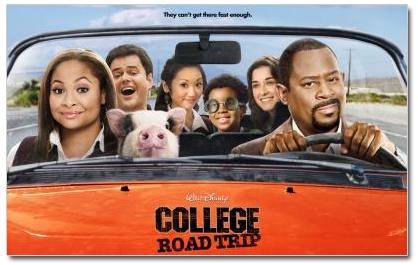 They can't get there fast enough.
Walt Disney
COLLEGE
ROAD TRIP